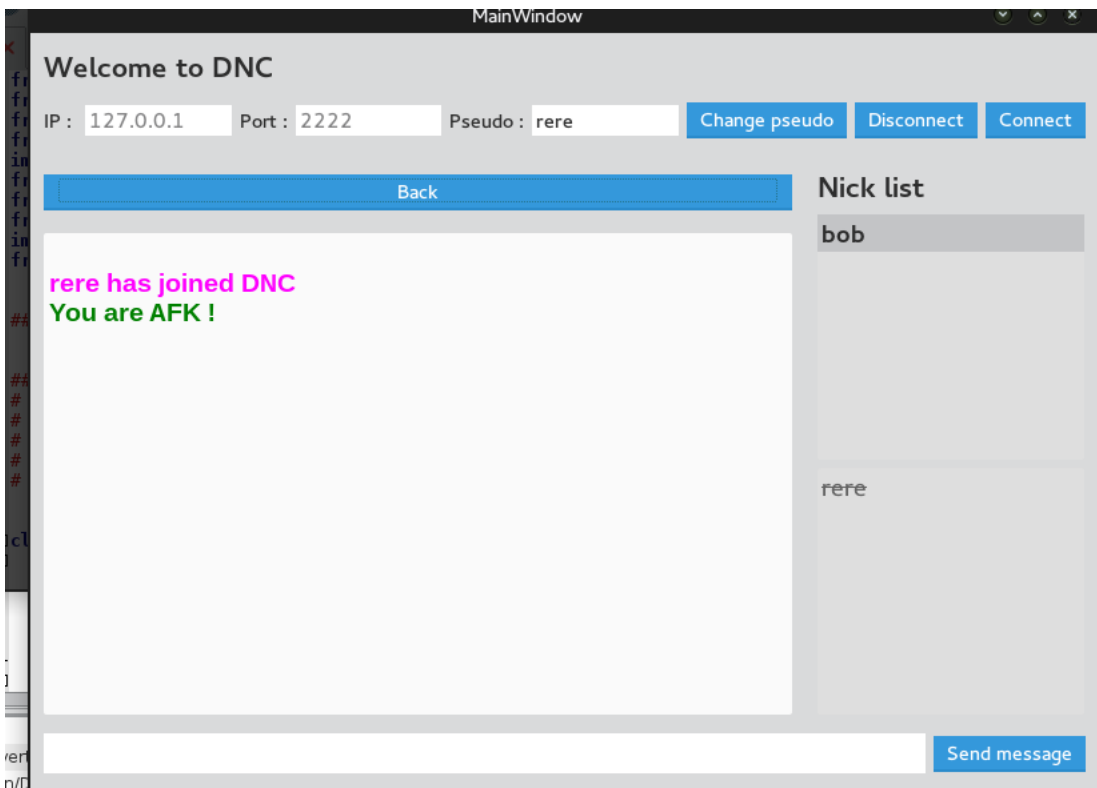 MainWindow
Welcome to DNC
IP : 127.0.0.1 Port : 2222 Pseudo : rere Change pseudo Disconnect Connect
Back
Nick list
bob
rere has joined DNC
You are AFK !
rere
Send message